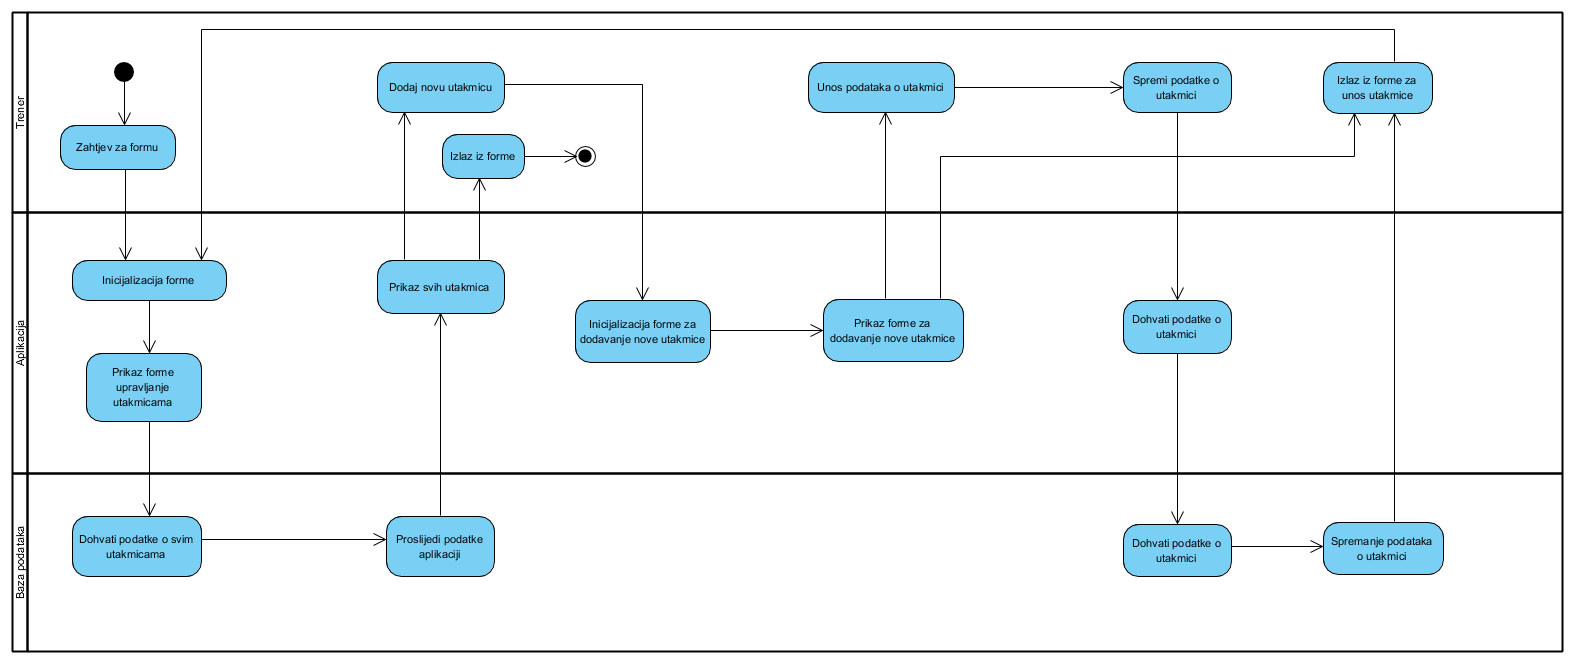 Trener
Zahtjev za formu
Dodaj novu utakmicu
Izlaz iz forme
Unos podataka o utakmici
Spremi podatke o
utakmici
Izlaz iz forme za
unos utakmice
Aplikacija
Inicijalizacija forme
Prikaz forme
upravljanje
utakmicama
Prikaz svih utakmica
Inicijalizacija forme za
dodavanje nove utakmice
Prikaz forme za
dodavanje nove utakmice
Dohvati podatke o
utakmici
Baza podataka
Dohvati podatke o svim
utakmicama
Proslijedi podatke
aplikaciji
Dohvati podatke o
utakmici
Spremanje podataka
o utakmici